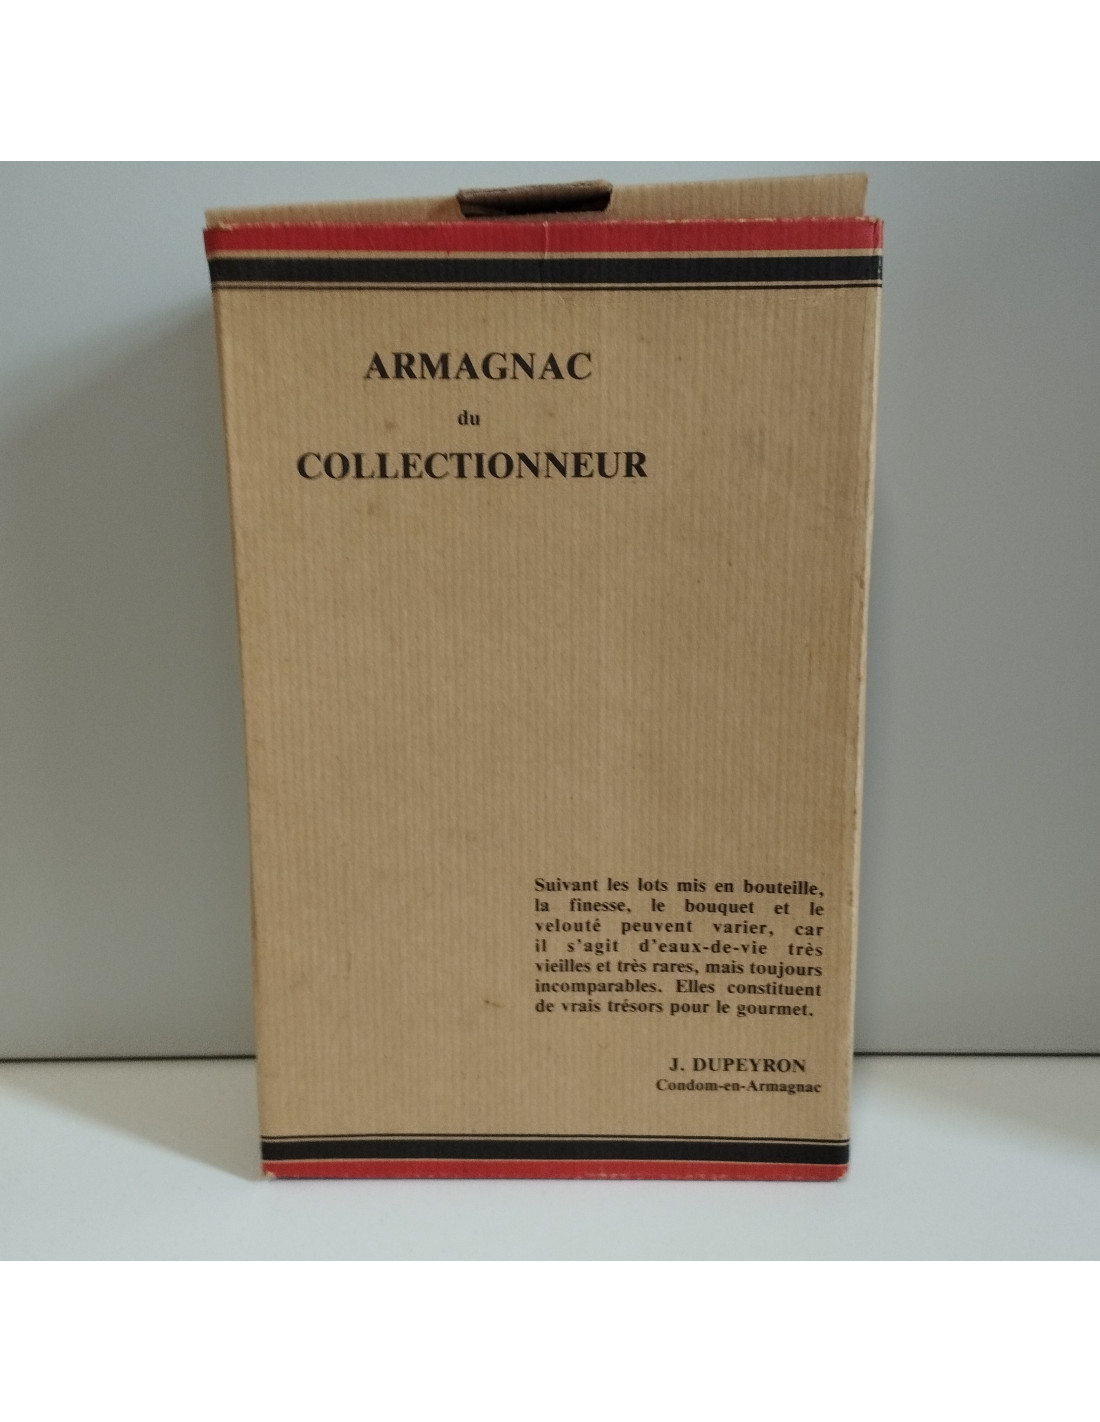 ARMAGNAC
du
COLLECTIONNEUR
Suivant les lots mis en bouteille,
la finesse, le bouquet et le
velouté peuvent varier, car
il s'agit d'eaux-de-vie très
vieilles et très rares, mais toujours
incomparables. Elles constituent
de vrais trésors pour le gourmet.
J. DUPEYRON
Condom-en-Armagnac